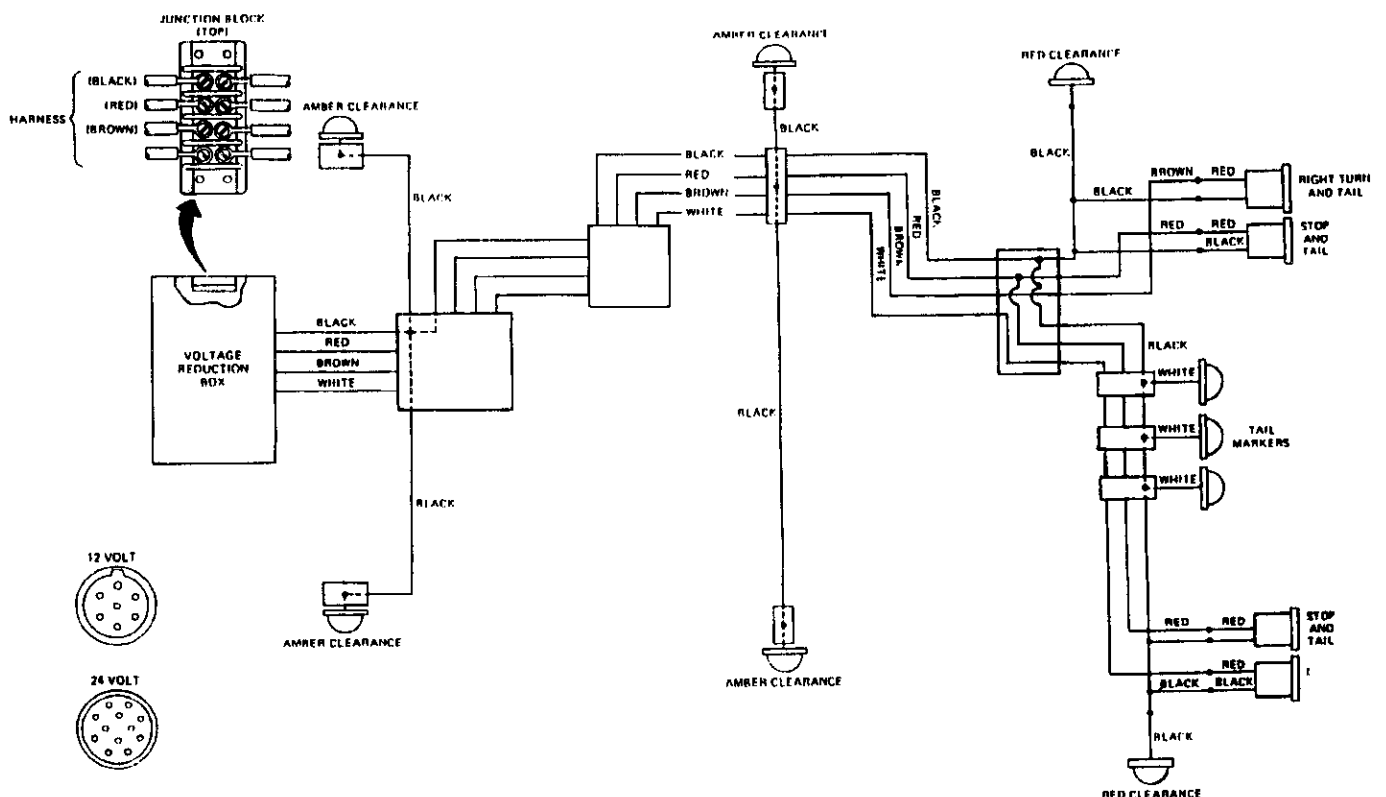 JUNCTION BLOCK
(TOP)
HARNESS
(BLACK)
(RED)
(BROWN)
AMBER CLEARANCE
BLACK
VOLTAGE
REDUCTION
BOX
BLACK
RED
BROWN
WHITE
BLACK
AMBER CLEARANCE
12 VOLT
24 VOLT
AMBER CLEARANCE
BLACK
BLACK
RED
BROWN
WHITE
BLACK
RED
BROWN
WHITE
BLACK
AMBER CLEARANCE
RED CLEARANCE
BLACK
BLACK
BROWN
RED
RIGHT TURN
AND TAIL
RED
RED
BLACK
STOP
AND
TAIL
BLACK
WHITE
WHITE
TAIL
MARKERS
WHITE
RED
RED
STOP
AND
TAIL
RED
BLACK
BLACK
BLACK
RED CLEARANCE